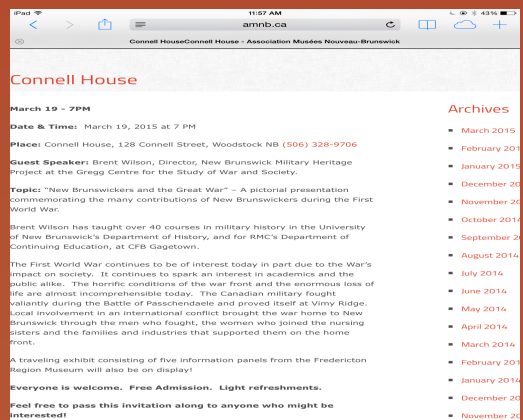 iPad 11:57 AM 43%
amnb.ca
Connell HouseConnell House - Association Musées Nouveau-Brunswick
Connell House
March 19 - 7PM
Date & Time: March 19, 2015 at 7 PM
Place: Connell House, 128 Connell Street, Woodstock NB (506) 328-9706
Guest Speaker: Brent Wilson, Director, New Brunswick Military Heritage
Project at the Gregg Centre for the Study of War and Society.
Topic: “New Brunswickers and the Great War” – A pictorial presentation
commemorating the many contributions of New Brunswickers during the First
World War.
Brent Wilson has taught over 40 courses in military history in the University
of New Brunswick’s Department of History, and for RMC’s Department of
Continuing Education, at CFB Gagetown.
The First World War continues to be of interest today in part due to the War’s
impact on society. It continues to spark an interest in academics and the
public alike. The horrific conditions of the war front and the enormous loss of
life are almost incomprehensible today. The Canadian military fought
valiantly during the Battle of Passchendaele and proved itself at Vimy Ridge.
Local involvement in an international conflict brought the war home to New
Brunswick through the men who fought, the women who joined the nursing
sisters and the families and industries that supported them on the home
front.
A traveling exhibit consisting of five information panels from the Fredericton
Region Museum will also be on display!
Everyone is welcome. Free Admission. Light refreshments.
Feel free to pass this invitation along to anyone who might be
interested!
Archives
March 2015
February 201
January 2015
December 20
November 20
October 2014
September 2
August 2014
July 2014
June 2014
May 2014
April 2014
March 2014
February 201
January 2014
December 20
November 20